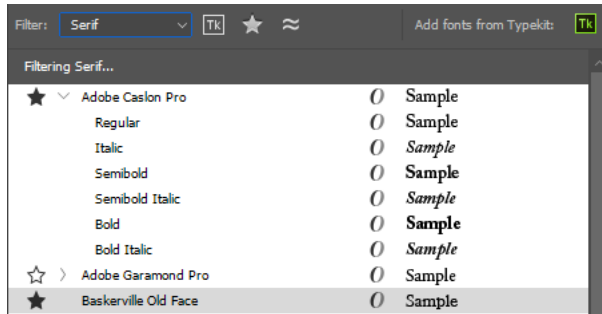 Filter: Serif Tk Add fonts from Typekit: Tk
Filtering Serif...
Adobe Caslon Pro O Sample
Regular O Sample
Italic O Sample
Semibold O Sample
Semibold Italic O Sample
Bold O Sample
Bold Italic O Sample
Adobe Garamond Pro O Sample
Baskerville Old Face O Sample